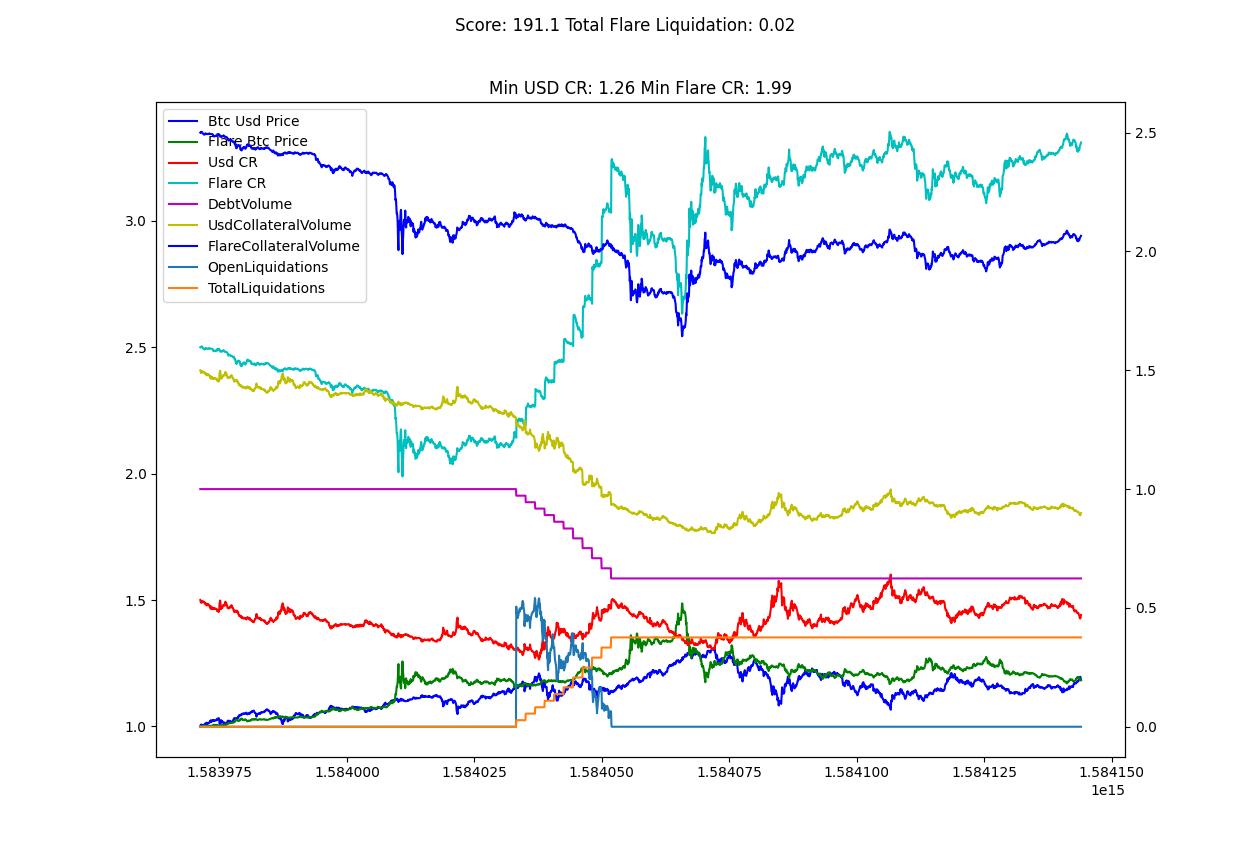 Score: 191.1 Total Flare Liquidation: 0.02
Min USD CR: 1.26 Min Flare CR: 1.99
Btc Usd Price
Flare Btc Price
Usd CR
Flare CR
DebtVolume
UsdCollateralVolume
FlareCollateralVolume
OpenLiquidations
TotalLiquidations
3.0
2.5
2.0
1.5
1.0
2.5
2.0
1.5
1.0
0.5
0.0
1.583975
1.584000
1.584025
1.584050
1.584075
1.584100
1.584125
1.584150
1e15